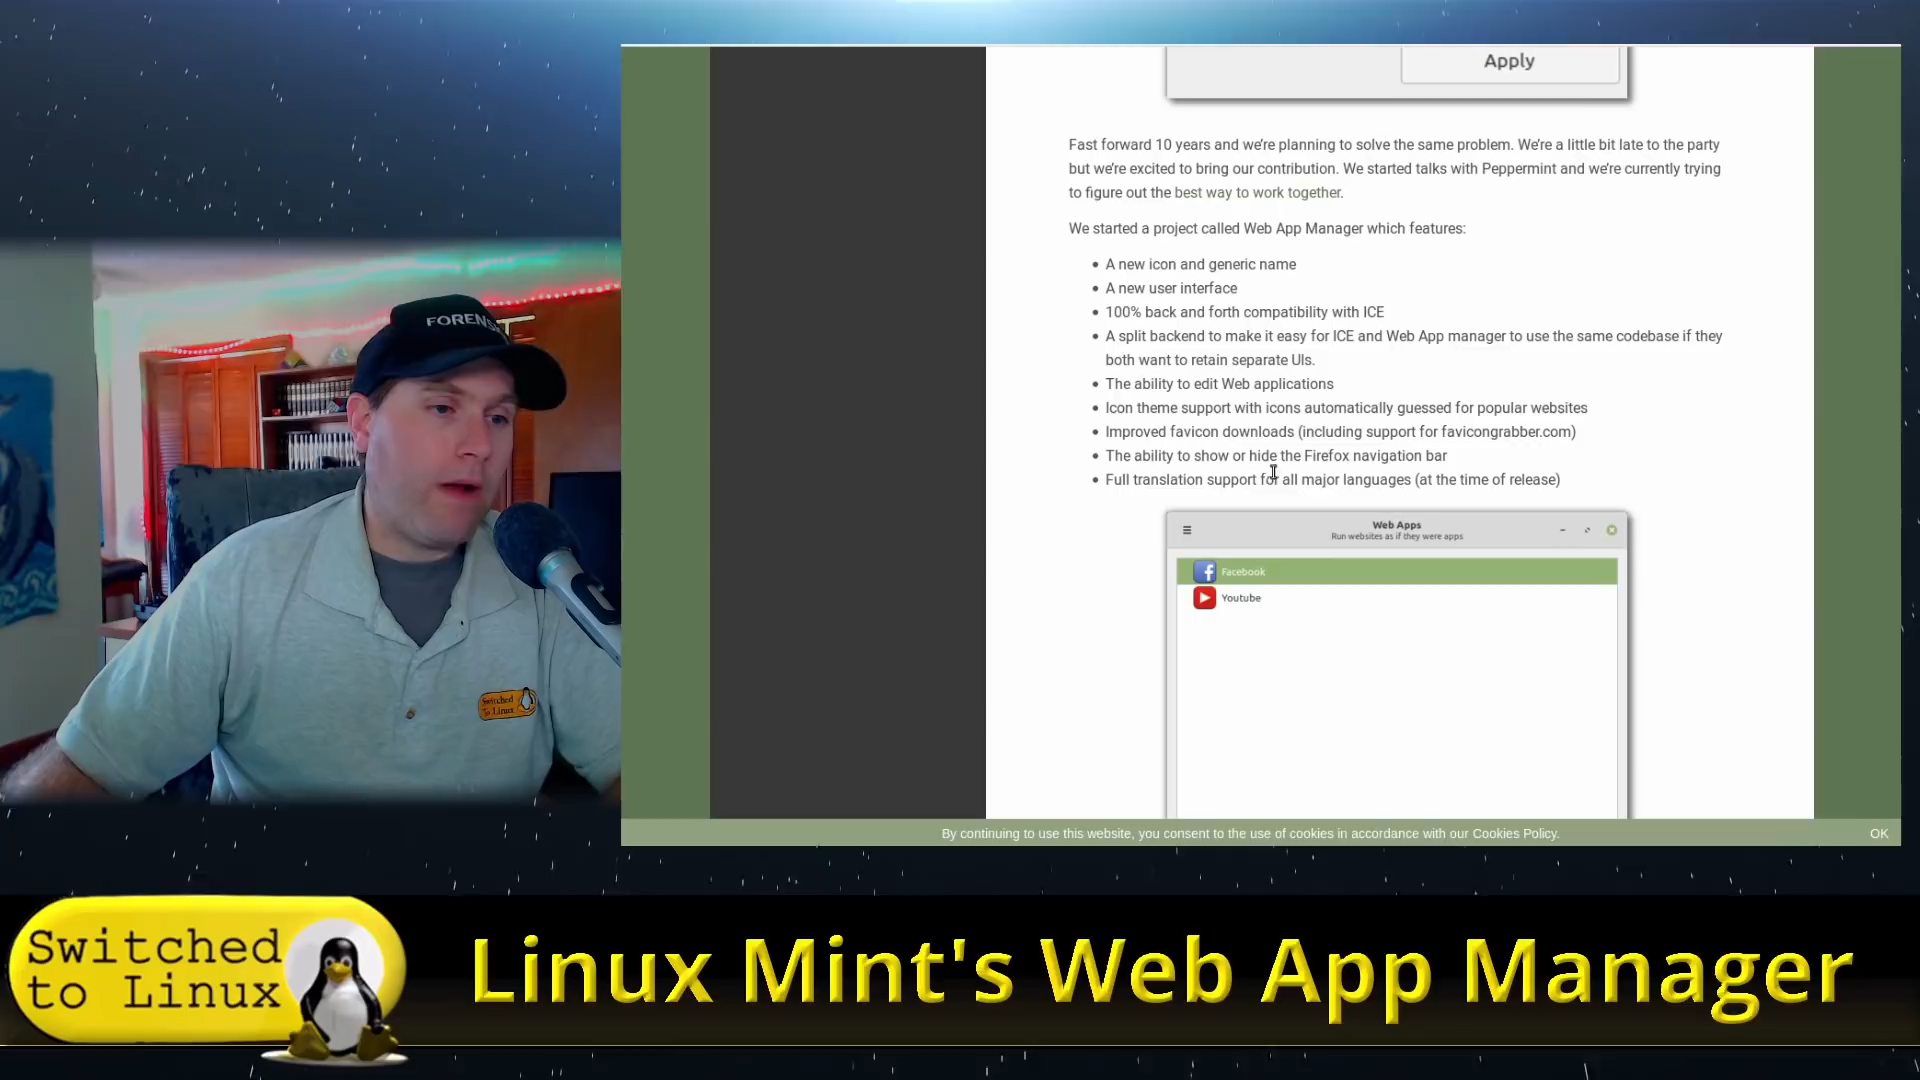 Apply
Fast forward 10 years and we're planning to solve the same problem. We're a little bit late to the party
but we're excited to bring our contribution. We started talks with Peppermint and we're currently trying
to figure out the best way to work together.
We started a project called Web App Manager which features:
• A new icon and generic name
• A new user interface
• 100% back and forth compatibility with ICE
• A split backend to make it easy for ICE and Web App manager to use the same codebase if they
both want to retain separate UIs.
• The ability to edit Web applications
• Icon theme support with icons automatically guessed for popular websites
• Improved favicon downloads (including support for favicongrabber.com)
• The ability to show or hide the Firefox navigation bar
• Full translation support for all major languages (at the time of release)
Web Apps
Run websites as if they were apps
Facebook
Youtube
By continuing to use this website, you consent to the use of cookies in accordance with our Cookies Policy.
OK
Switched
To Linux
Switched
to Linux
Linux Mint's Web App Manager